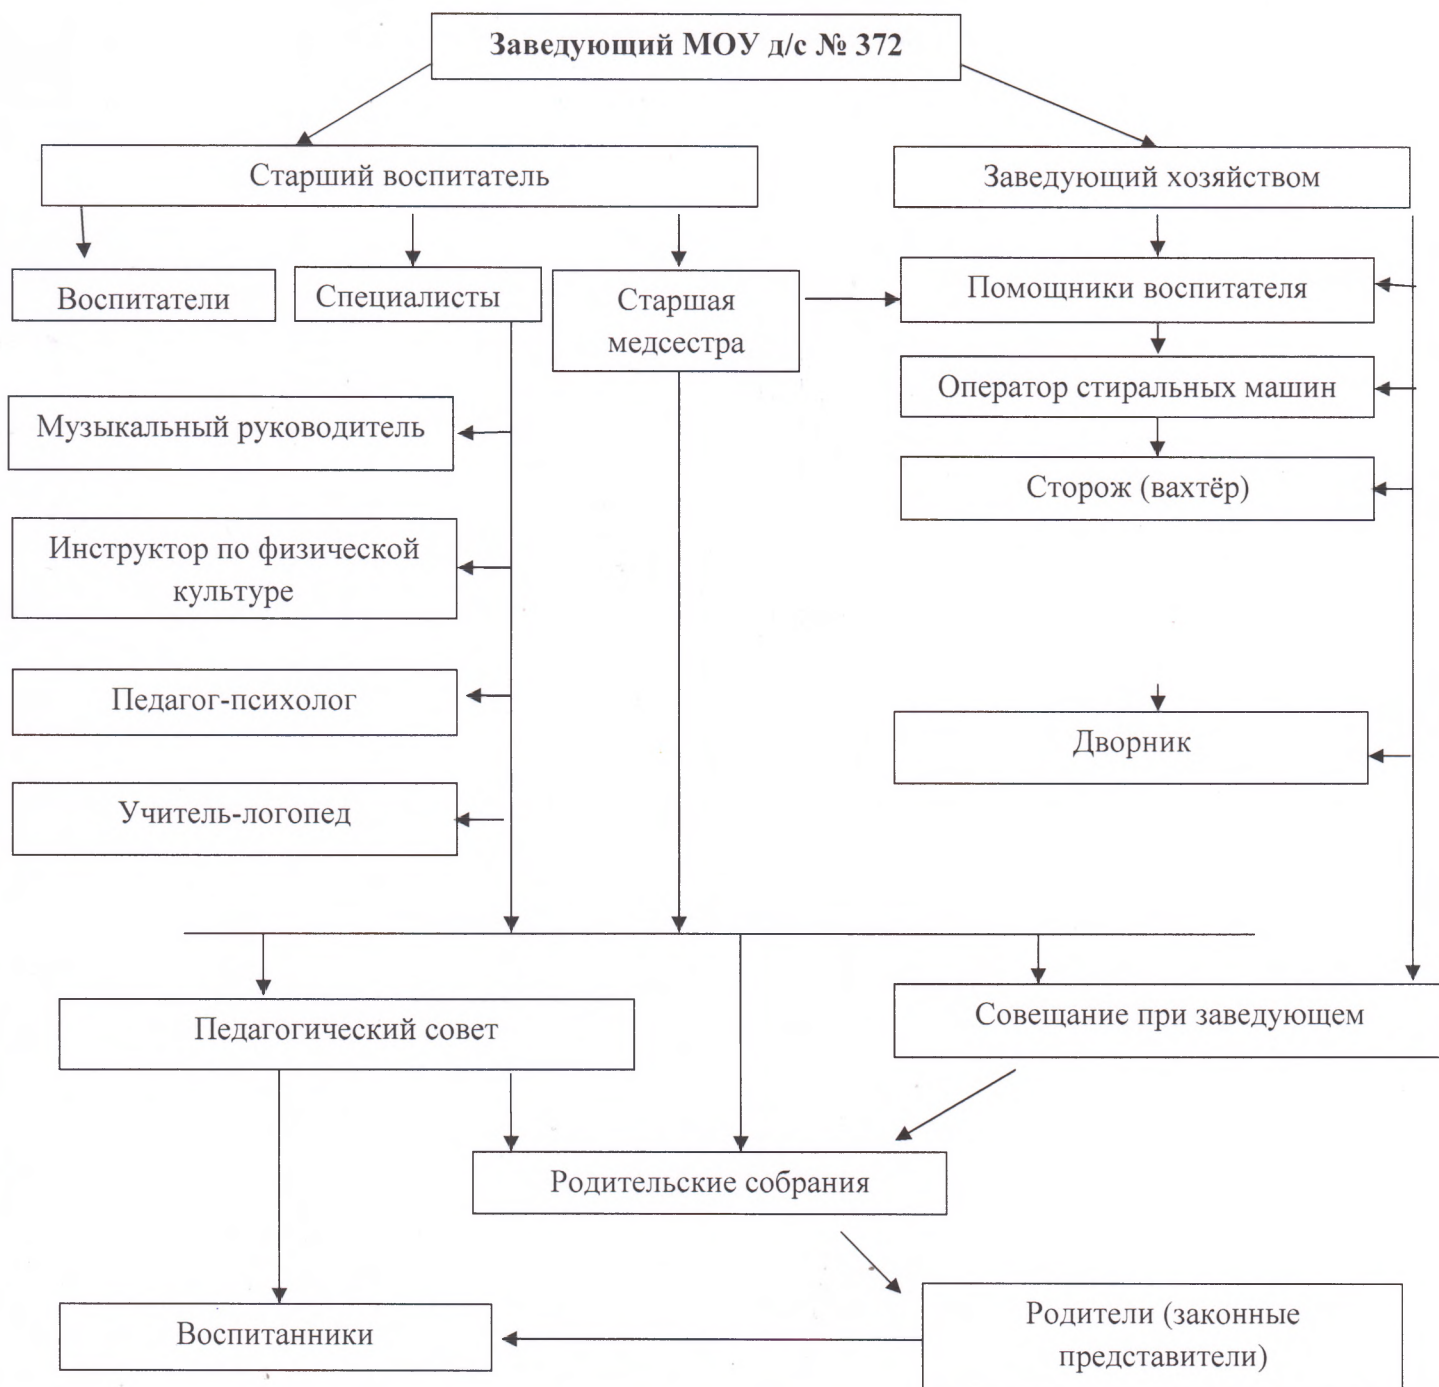 Заведующий МОУ д/с № 372
Старший воспитатель
Заведующий хозяйством
Воспитатели
Специалисты
Старшая
медсестра
Помощники воспитателя
Оператор стиральных машин
Музыкальный руководитель
Сторож (вахтёр)
Инструктор по физической
культуре
Педагог-психолог
Дворник
Учитель-логопед
Педагогический совет
Совещание при заведующем
Родительские собрания
Воспитанники
Родители (законные
представители)